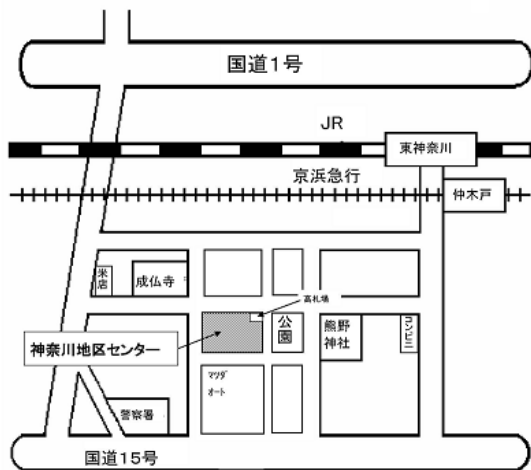 国道1号
JR
東神奈川
京浜急行
仲木戸
米店
成仏寺
高札場
神奈川地区センター
公園
熊野
神社
コンビニ
マツダ
オート
警察署
国道15号